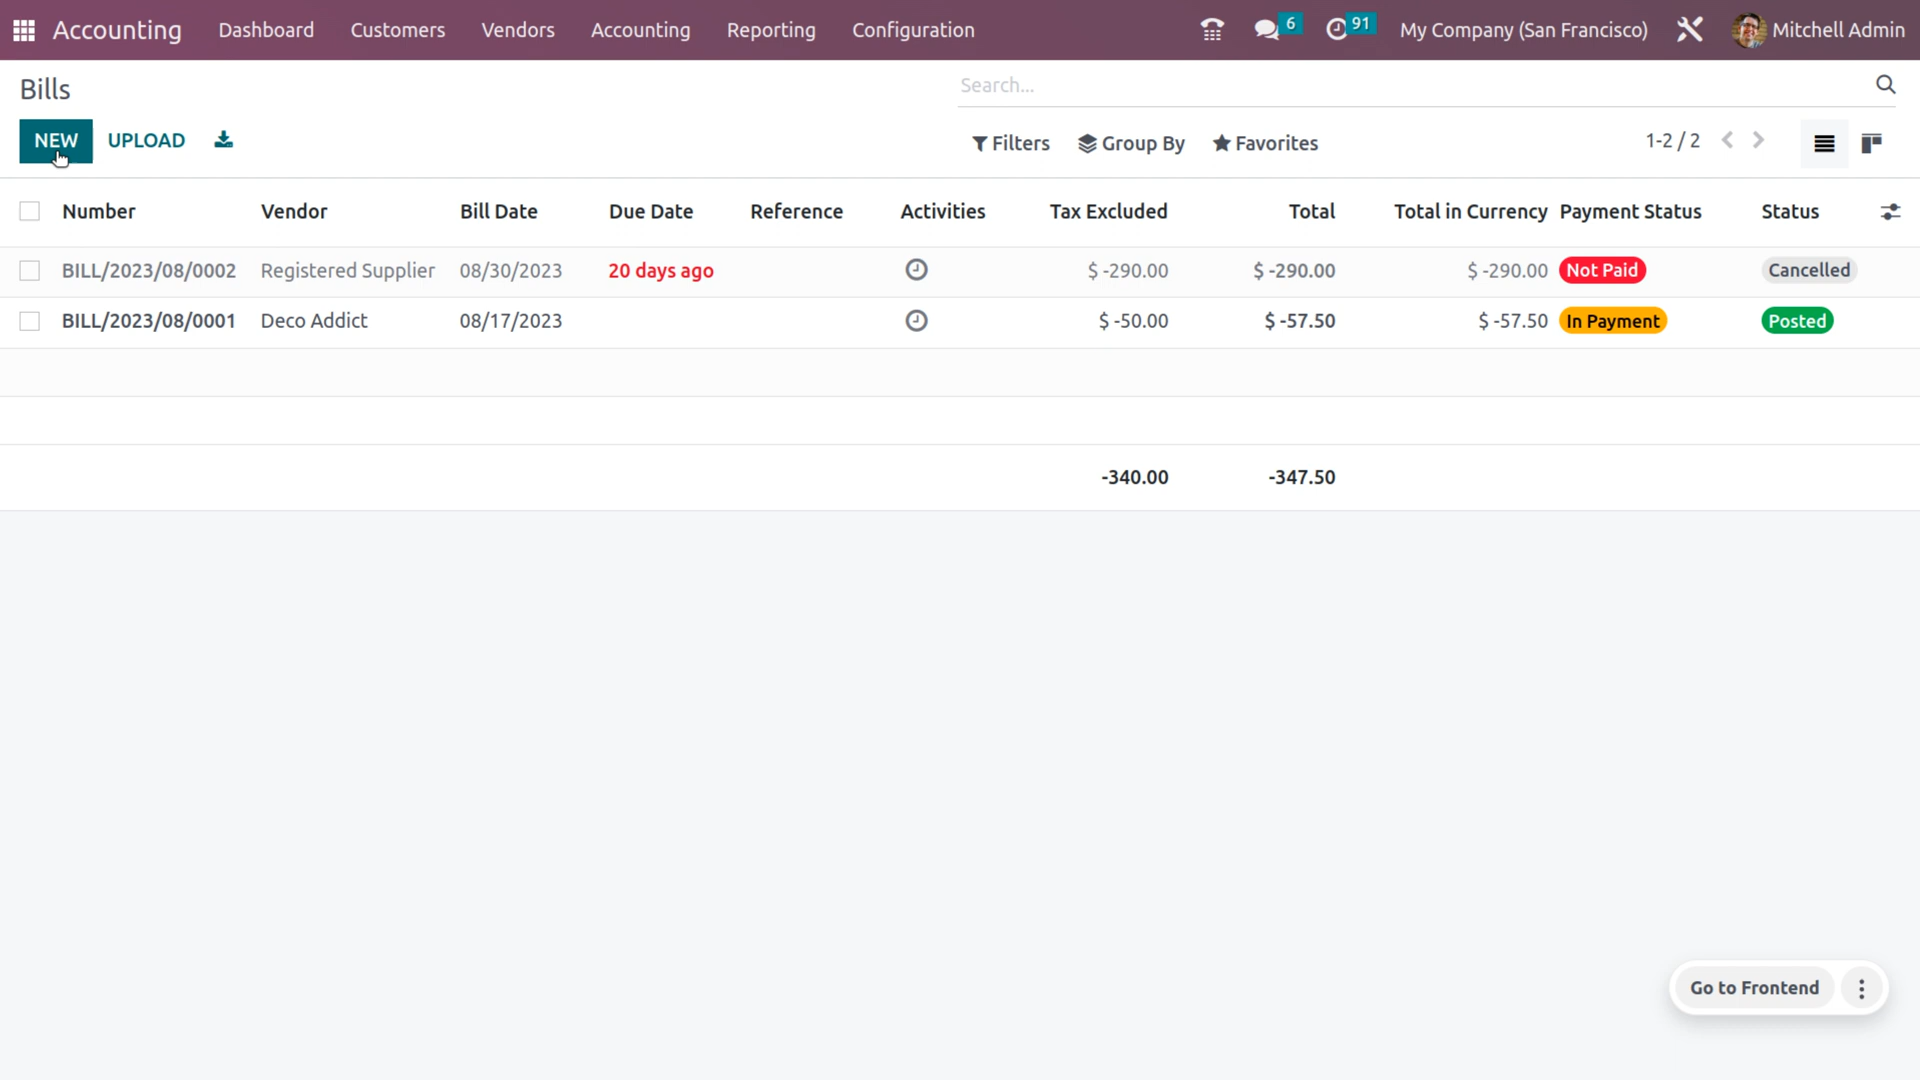 Accounting Dashboard Customers Vendors Accounting Reporting Configuration 6 91 My Company (San Francisco) Mitchell Admin
Bills Search...
NEW UPLOAD Filters Group By Favorites 1-2 / 2
Number Vendor Bill Date Due Date Reference Activities Tax Excluded Total Total in Currency Payment Status Status
BILL/2023/08/0002 Registered Supplier 08/30/2023 20 days ago $ -290.00 $ -290.00 $ -290.00 Not Paid Cancelled
BILL/2023/08/0001 Deco Addict 08/17/2023 $ -50.00 $ -57.50 $ -57.50 In Payment Posted
-340.00 -347.50
Go to Frontend